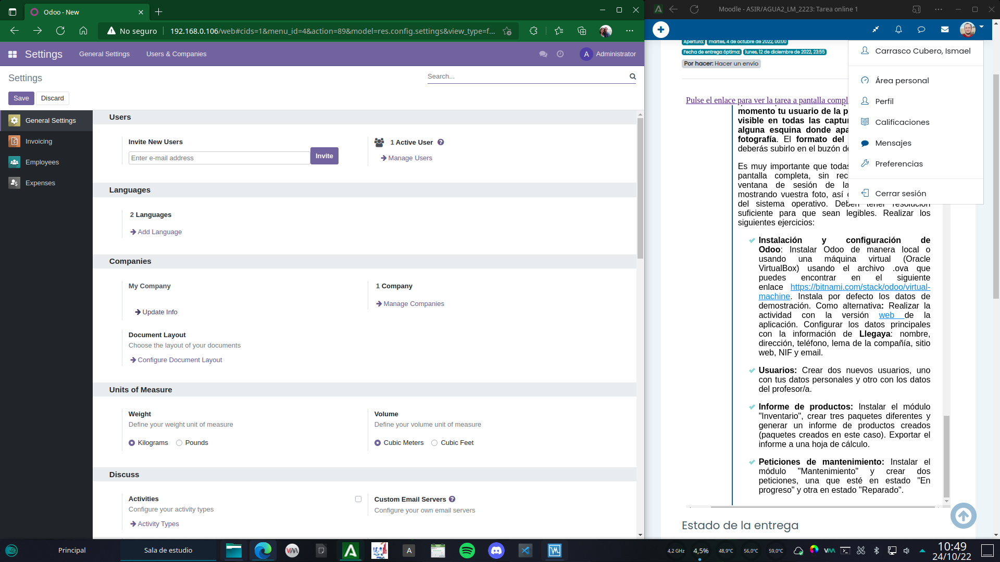 Odoo - New
Moodle - ASIR/AGUA2_LM_2223: Tarea online 1
No seguro
192.168.0.106/web#cids=1&menu_id=4&action=89&model=res.config.settings&view_type=f...
Settings
General Settings
Users & Companies
A
Administrator
Settings
Search...
Save
Discard
General Settings
Invoicing
Employees
Expenses
Users
Invite New Users
Enter e-mail address
Invite
1 Active User
Manage Users
Languages
2 Languages
Add Language
Companies
My Company
Update Info
1 Company
Manage Companies
Document Layout
Choose the layout of your documents
Configure Document Layout
Units of Measure
Weight
Define your weight unit of measure
Kilograms
Pounds
Volume
Define your volume unit of measure
Cubic Meters
Cubic Feet
Discuss
Activities
Configure your activity types
Activity Types
Custom Email Servers
Configure your own email servers
Apertura: martes, 4 de octubre de 2022, 00:00
Fecha de entrega óptima: lunes, 12 de diciembre de 2022, 23:55
Por hacer: Hacer un envío
Carrasco Cubero, Ismael
Área personal
Perfil
Calificaciones
Mensajes
Preferencias
Cerrar sesión
Pulse el enlace para ver la tarea a pantalla compl
momento tu usuario de la p
visible en todas las captur
alguna esquina donde apa
fotografía. El formato del
deberás subirlo en el buzón de
Es muy importante que todas
pantalla completa, sin rec
ventana de sesión de la
mostrando vuestra foto, así
del sistema operativo. Deben tener resolución
suficiente para que sean legibles. Realizar los
siguientes ejercicios:
Instalación y configuración de
Odoo: Instalar Odoo de manera local o
usando una máquina virtual (Oracle
VirtualBox) usando el archivo .ova que
puedes encontrar en el siguiente
enlace https://bitnami.com/stack/odoo/virtual-
machine. Instala por defecto los datos de
demostración. Como alternativa: Realizar la
actividad con la versión web de la
aplicación. Configurar los datos principales
con la información de Llegaya: nombre,
dirección, teléfono, lema de la compañía, sitio
web, NIF y email.
Usuarios: Crear dos nuevos usuarios, uno
con tus datos personales y otro con los datos
del profesor/a.
Informe de productos: Instalar el módulo
"Inventario", crear tres paquetes diferentes y
generar un informe de productos creados
(paquetes creados en este caso). Exportar el
informe a una hoja de cálculo.
Peticiones de mantenimiento: Instalar el
módulo "Mantenimiento" y crear dos
peticiones, una que esté en estado "En
progreso" y otra en estado "Reparado".
Estado de la entrega
Principal
Sala de estudio
A
4,2 GHz
4,5%
48,9°C
56,0°C
59,0°C
10:49
24/10/22